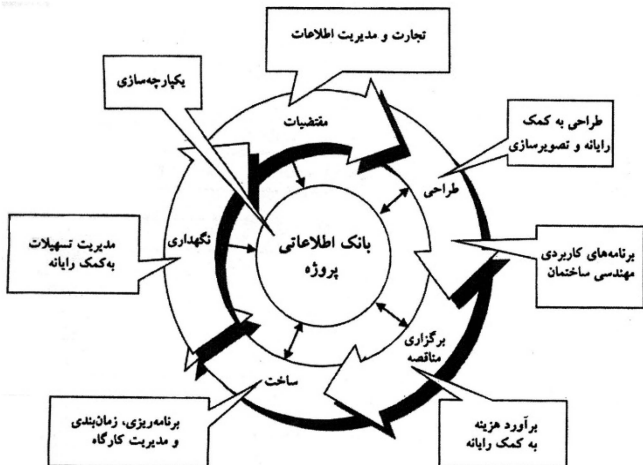 تجارت و مدیریت اطلاعات
یکپارچه‌سازی
مقتضیات
طراحی به کمک
رایانه و تصویرسازی
طراحی
بانک اطلاعاتی
پروژه
نگهداری
مدیریت تسهیلات
به‌کمک رایانه
برنامه‌های کاربردی
مهندسی ساختمان
برگزاری
مناقصه
ساخت
برنامه‌ریزی، زمان‌بندی
و مدیریت کارگاه
برآورد هزینه
به کمک رایانه